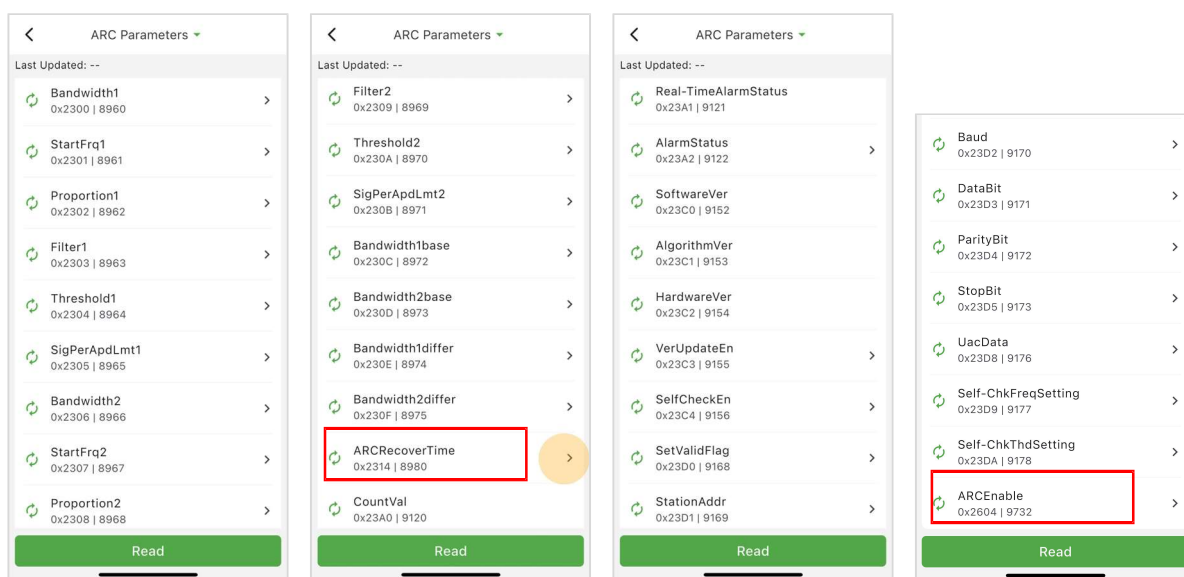 ARC Parameters
Last Updated: --
Bandwidth1
0x2300 | 8960
StartFrq1
0x2301 | 8961
Proportion1
0x2302 | 8962
Filter1
0x2303 | 8963
Threshold1
0x2304 | 8964
SigPerApdLmt1
0x2305 | 8965
Bandwidth2
0x2306 | 8966
StartFrq2
0x2307 | 8967
Proportion2
0x2308 | 8968
Read
ARC Parameters
Last Updated: --
Filter2
0x2309 | 8969
Threshold2
0x230A | 8970
SigPerApdLmt2
0x230B | 8971
Bandwidth1base
0x230C | 8972
Bandwidth2base
0x230D | 8973
Bandwidth1differ
0x230E | 8974
Bandwidth2differ
0x230F | 8975
ARCRecoverTime
0x2314 | 8980
CountVal
0x23A0 | 9120
Read
ARC Parameters
Last Updated: --
Real-TimeAlarmStatus
0x23A1 | 9121
AlarmStatus
0x23A2 | 9122
SoftwareVer
0x23C0 | 9152
AlgorithmVer
0x23C1 | 9153
HardwareVer
0x23C2 | 9154
VerUpdateEn
0x23C3 | 9155
SelfCheckEn
0x23C4 | 9156
SetValidFlag
0x23D0 | 9168
StationAddr
0x23D1 | 9169
Read
Baud
0x23D2 | 9170
DataBit
0x23D3 | 9171
ParityBit
0x23D4 | 9172
StopBit
0x23D5 | 9173
UacData
0x23D8 | 9176
Self-ChkFreqSetting
0x23D9 | 9177
Self-ChkThdSetting
0x23DA | 9178
ARCEnable
0x2604 | 9732
Read